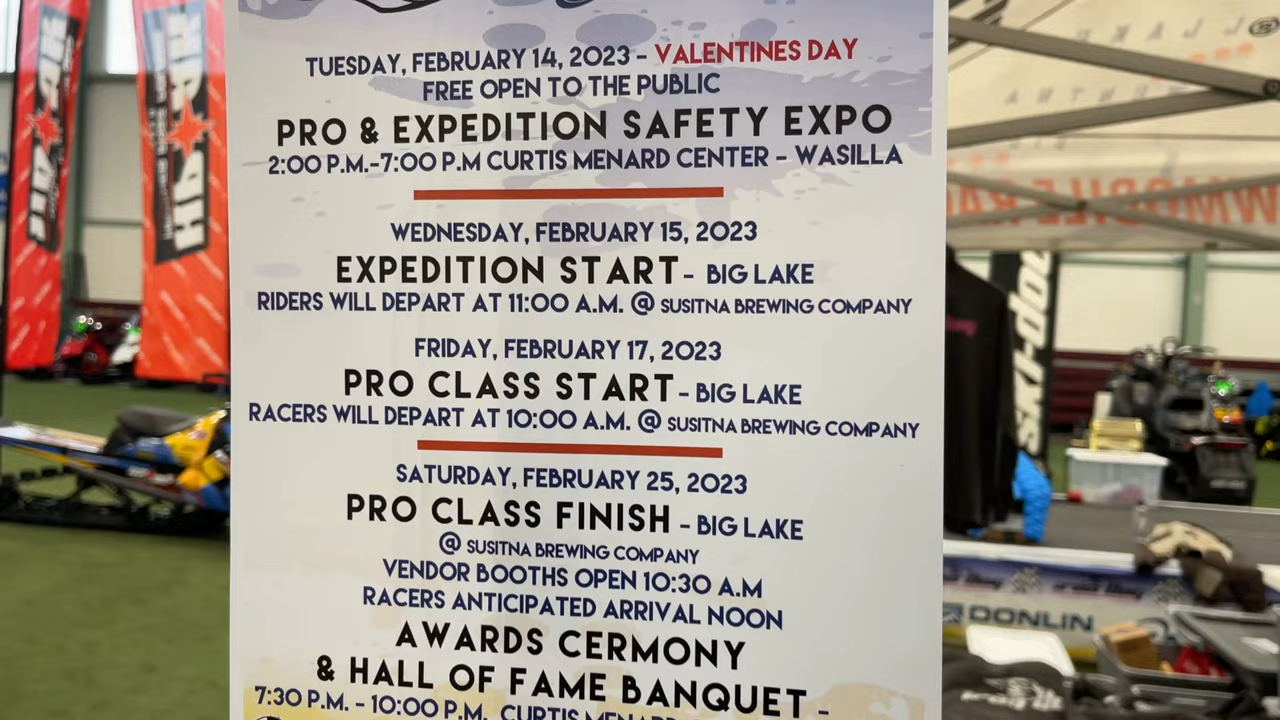 TUESDAY, FEBRUARY 14, 2023 - VALENTINES DAY
FREE OPEN TO THE PUBLIC
PRO & EXPEDITION SAFETY EXPO
2:00 P.M.-7:00 P.M CURTIS MENARD CENTER - WASILLA
WEDNESDAY, FEBRUARY 15, 2023
EXPEDITION START - BIG LAKE
RIDERS WILL DEPART AT 11:00 A.M. @ SUSITNA BREWING COMPANY
FRIDAY, FEBRUARY 17, 2023
PRO CLASS START - BIG LAKE
RACERS WILL DEPART AT 10:00 A.M. @ SUSITNA BREWING COMPANY
SATURDAY, FEBRUARY 25, 2023
PRO CLASS FINISH - BIG LAKE
@ SUSITNA BREWING COMPANY
VENDOR BOOTHS OPEN 10:30 A.M
RACERS ANTICIPATED ARRIVAL NOON
AWARDS CERMONY
& HALL OF FAME BANQUET -
7:30 P.M. - 10:00 P.M. CURTIS MENARD
ski-doo
DONLIN